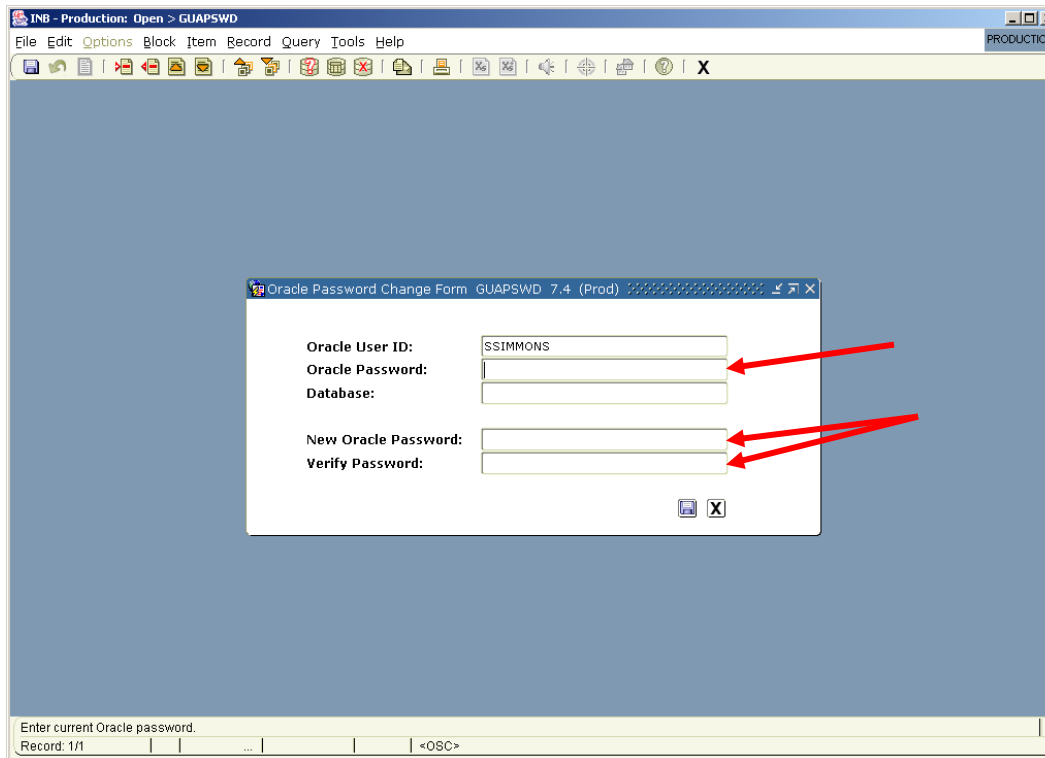 INB - Production: Open > GUAPSWD
File Edit Options Block Item Record Query Tools Help
PRODUCTIO
X
Oracle Password Change Form GUAPSWD 7.4 (Prod)
Oracle User ID: SSIMMONS
Oracle Password:
Database:
New Oracle Password:
Verify Password:
X
Enter current Oracle password.
Record: 1/1 ... <OSC>